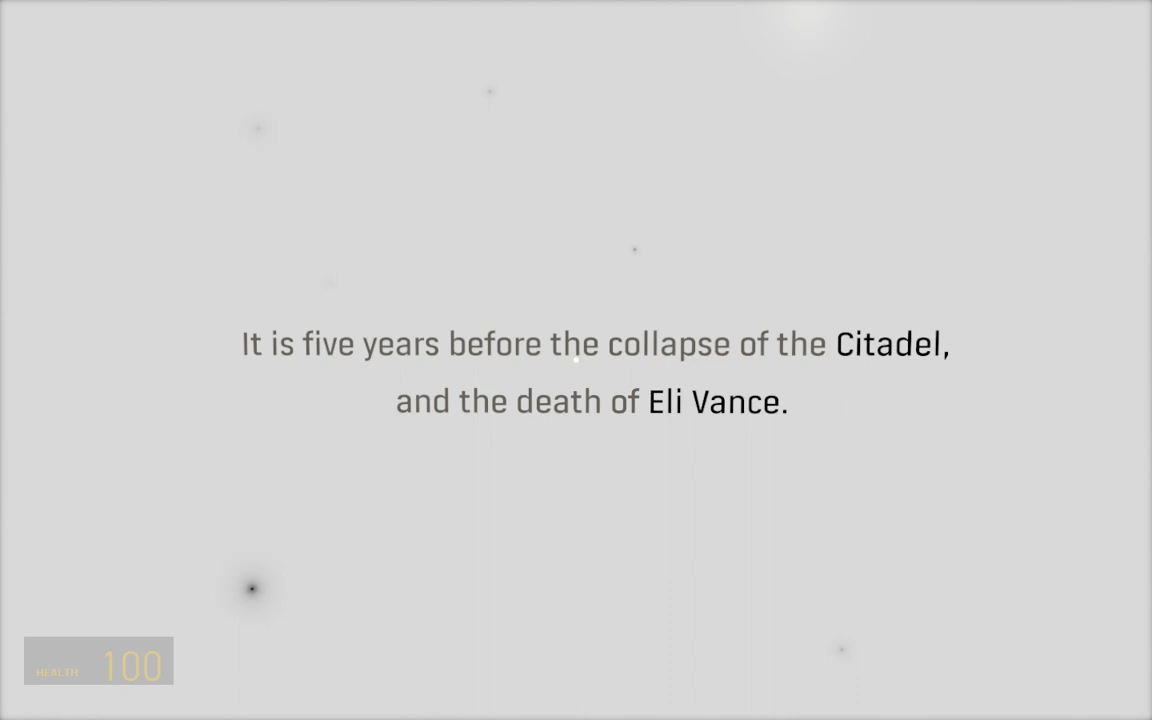 It is five years before the collapse of the Citadel,
and the death of Eli Vance.
HEALTH 100